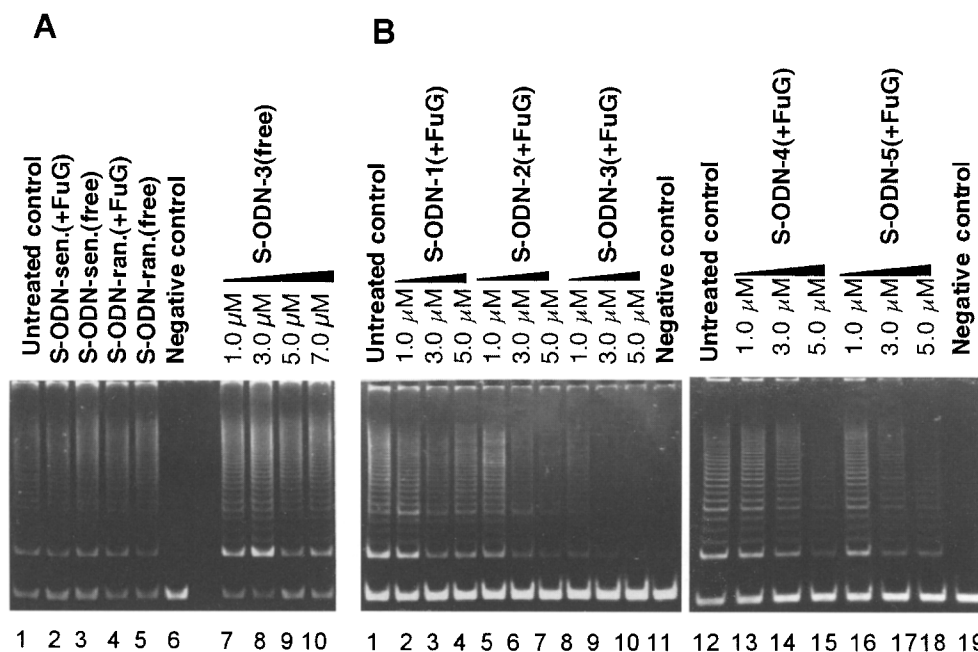 A
B
Untreated control
S-ODN-sen.(+FuG)
S-ODN-sen.(free)
S-ODN-ran.(+FuG)
S-ODN-ran.(free)
Negative control
S-ODN-3(free)
1.0 µM
3.0 µM
5.0 µM
7.0 µM
Untreated control
S-ODN-1(+FuG)
1.0 µM
3.0 µM
5.0 µM
S-ODN-2(+FuG)
1.0 µM
3.0 µM
5.0 µM
S-ODN-3(+FuG)
1.0 µM
3.0 µM
5.0 µM
Negative control
Untreated control
S-ODN-4(+FuG)
1.0 µM
3.0 µM
5.0 µM
S-ODN-5(+FuG)
1.0 µM
3.0 µM
5.0 µM
Negative control
1 2 3 4 5 6 7 8 9 10
1 2 3 4 5 6 7 8 9 10 11
12 13 14 15 16 17 18 19